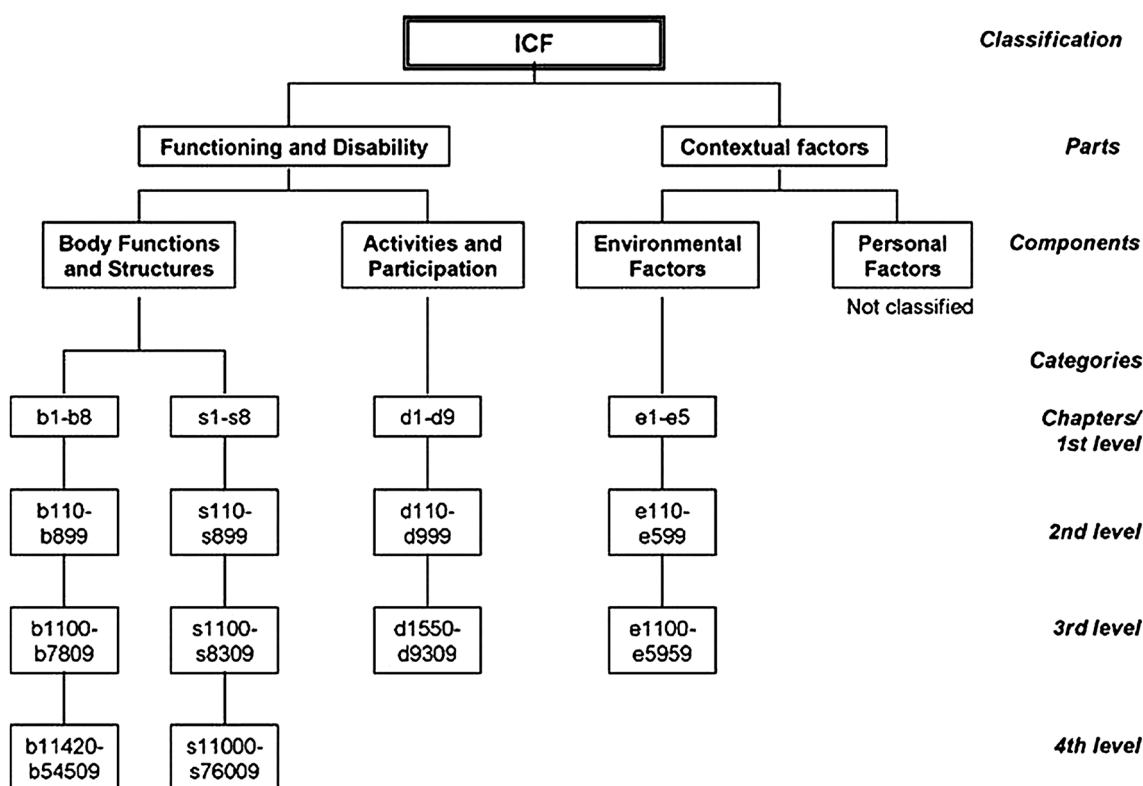 ICF
Classification
Functioning and Disability
Contextual factors
Parts
Body Functions
and Structures
Activities and
Participation
Environmental
Factors
Personal
Factors
Components
Not classified
Categories
b1-b8
s1-s8
d1-d9
e1-e5
Chapters/
1st level
b110-
b899
s110-
s899
d110-
d999
e110-
e599
2nd level
b1100-
b7809
s1100-
s8309
d1550-
d9309
e1100-
e5959
3rd level
b11420-
b54509
s11000-
s76009
4th level